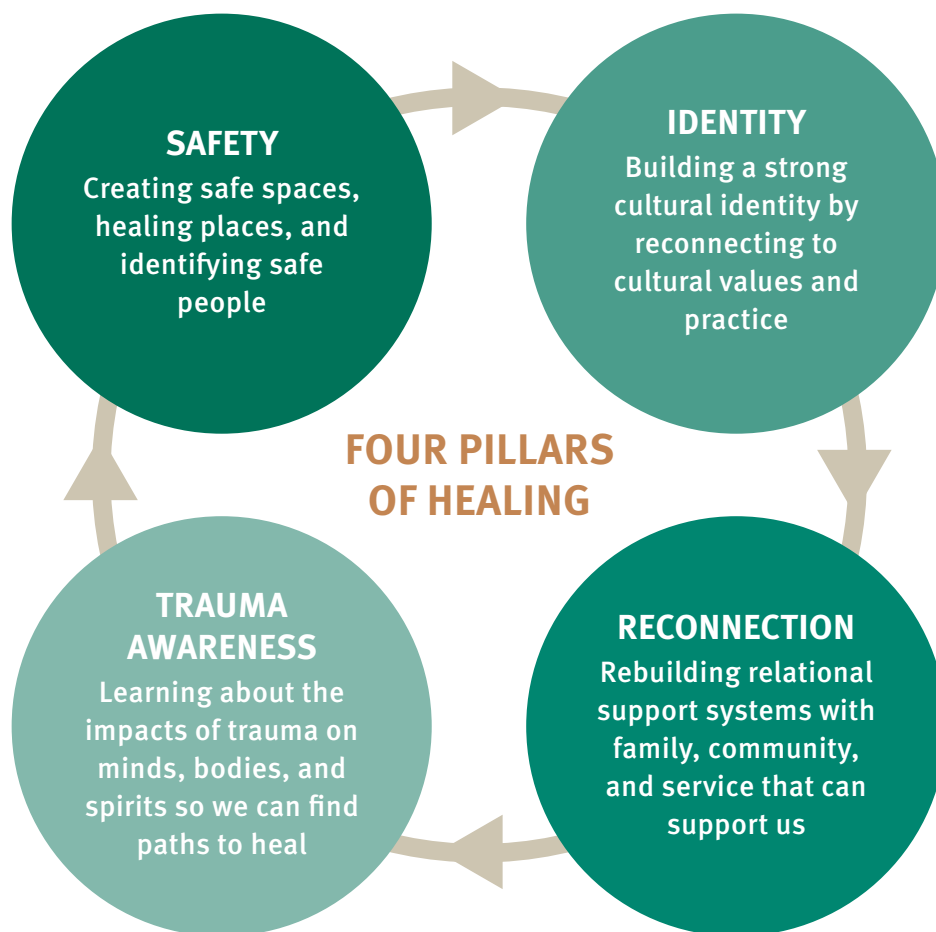 SAFETY
Creating safe spaces,
healing places, and
identifying safe
people
IDENTITY
Building a strong
cultural identity by
reconnecting to
cultural values and
practice
FOUR PILLARS
OF HEALING
TRAUMA
AWARENESS
Learning about the
impacts of trauma on
minds, bodies, and
spirits so we can find
paths to heal
RECONNECTION
Rebuilding relational
support systems with
family, community,
and service that can
support us